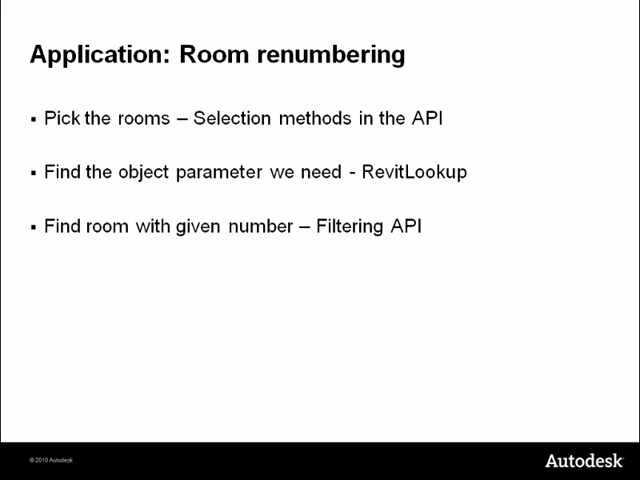 Application: Room renumbering
▪ Pick the rooms – Selection methods in the API
▪ Find the object parameter we need - RevitLookup
▪ Find room with given number – Filtering API
© 2010 Autodesk
Autodesk